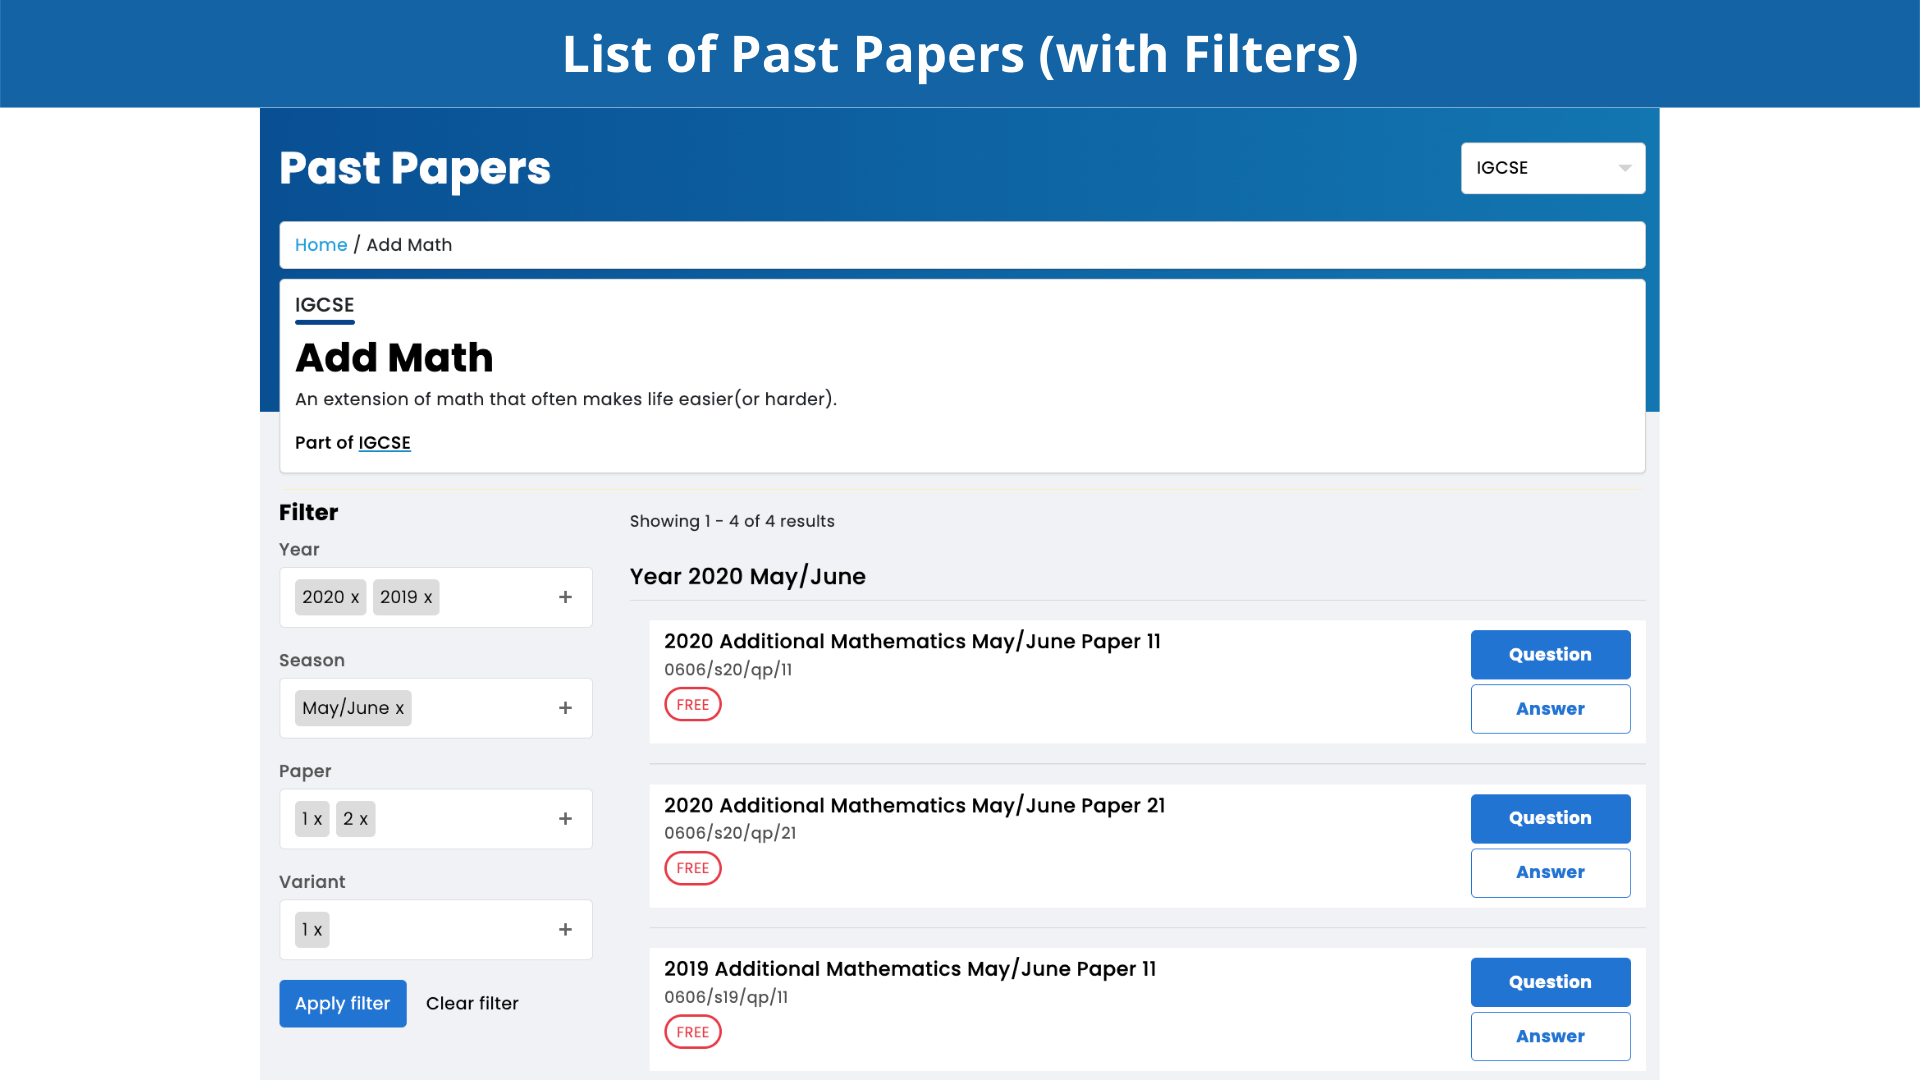 List of Past Papers (with Filters)
Past Papers
IGCSE
Home / Add Math
IGCSE
Add Math
An extension of math that often makes life easier(or harder).
Part of IGCSE
Filter
Year
2020 x 2019 x +
Season
May/June x +
Paper
1 x 2 x +
Variant
1 x +
Apply filter Clear filter
Showing 1 - 4 of 4 results
Year 2020 May/June
2020 Additional Mathematics May/June Paper 11
0606/s20/qp/11
FREE
Question
Answer
2020 Additional Mathematics May/June Paper 21
0606/s20/qp/21
FREE
Question
Answer
2019 Additional Mathematics May/June Paper 11
0606/s19/qp/11
FREE
Question
Answer